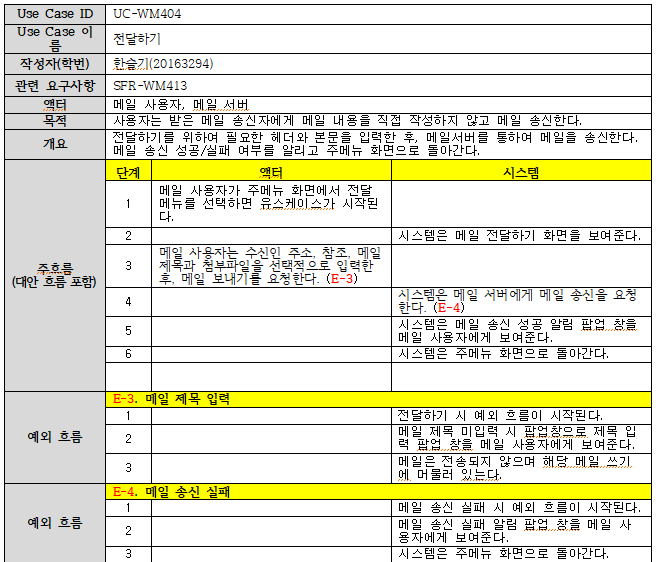 Use Case ID UC-WM404
Use Case 이
름 전달하기
작성자(학번) 한슬기(20163294)
관련 요구사항 SFR-WM413
액터 메일 사용자, 메일 서버
목적 사용자는 받은 메일 송신자에게 메일 내용을 직접 작성하지 않고 메일 송신한다.
개요 전달하기를 위하여 필요한 헤더와 본문을 입력한 후, 메일서버를 통하여 메일을 송신한다.
메일 송신 성공/실패 여부를 알리고 주메뉴 화면으로 돌아간다.
주흐름
(대안 흐름 포함)
단계 액터 시스템
1 메일 사용자가 주메뉴 화면에서 전달
메뉴를 선택하면 유스케이스가 시작된
다.
2 시스템은 메일 전달하기 화면을 보여준다.
3 메일 사용자는 수신인 주소, 참조, 메일
제목과 첨부파일을 선택적으로 입력한
후, 메일 보내기를 요청한다. (E-3)
4 시스템은 메일 서버에게 메일 송신을 요청
한다. (E-4)
5 시스템은 메일 송신 성공 알림 팝업 창을
메일 사용자에게 보여준다.
6 시스템은 주메뉴 화면으로 돌아간다.
예외 흐름
E-3. 메일 제목 입력
1 전달하기 시 예외 흐름이 시작된다.
2 메일 제목 미입력 시 팝업창으로 제목 입
력 팝업 창을 메일 사용자에게 보여준다.
3 메일은 전송되지 않으며 해당 메일 쓰기
에 머물러 있는다.
예외 흐름
E-4. 메일 송신 실패
1 메일 송신 실패 시 예외 흐름이 시작된다.
2 메일 송신 실패 알림 팝업 창을 메일 사
용자에게 보여준다.
3 시스템은 주메뉴 화면으로 돌아간다.